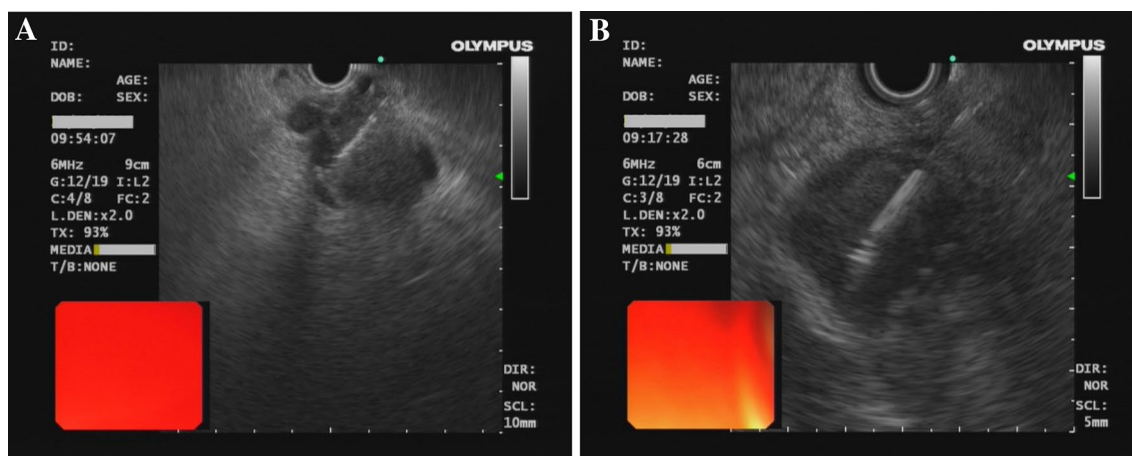 A
ID:
OLYMPUS
NAME:
AGE:
DOB: SEX:
09:54:07
6MHz 9cm
G:12/19 I:L2
C:4/8 FC:2
L.DEN:x2.0
TX: 93%
MEDIA
T/B:NONE
DIR:
NOR
SCL:
10mm
B
ID:
OLYMPUS
NAME:
AGE:
DOB: SEX:
09:17:28
6MHz 6cm
G:12/19 I:L2
C:3/8 FC:2
L.DEN:x2.0
TX: 93%
MEDIA
T/B:NONE
DIR:
NOR
SCL:
5mm